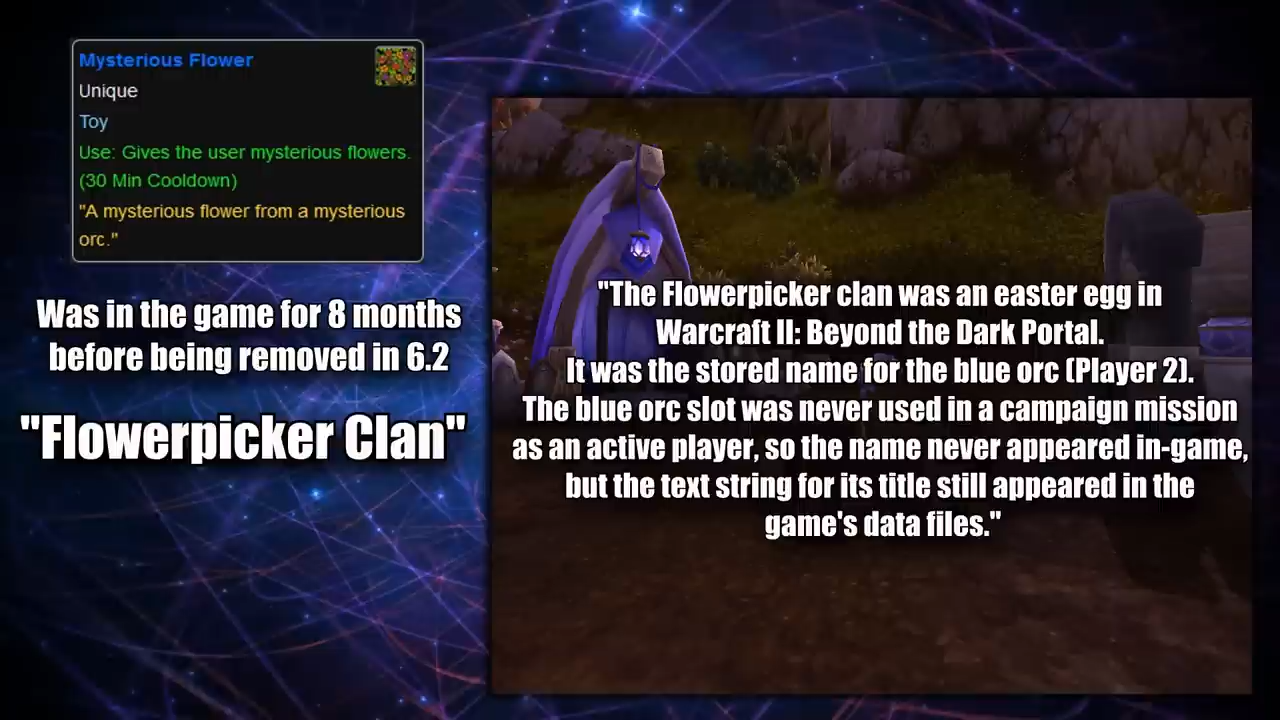 Mysterious Flower
Unique
Toy
Use: Gives the user mysterious flowers.
(30 Min Cooldown)
"A mysterious flower from a mysterious
orc."
Was in the game for 8 months
before being removed in 6.2
"Flowerpicker Clan"
"The Flowerpicker clan was an easter egg in
Warcraft II: Beyond the Dark Portal.
It was the stored name for the blue orc (Player 2).
The blue orc slot was never used in a campaign mission
as an active player, so the name never appeared in-game,
but the text string for its title still appeared in the
game's data files."